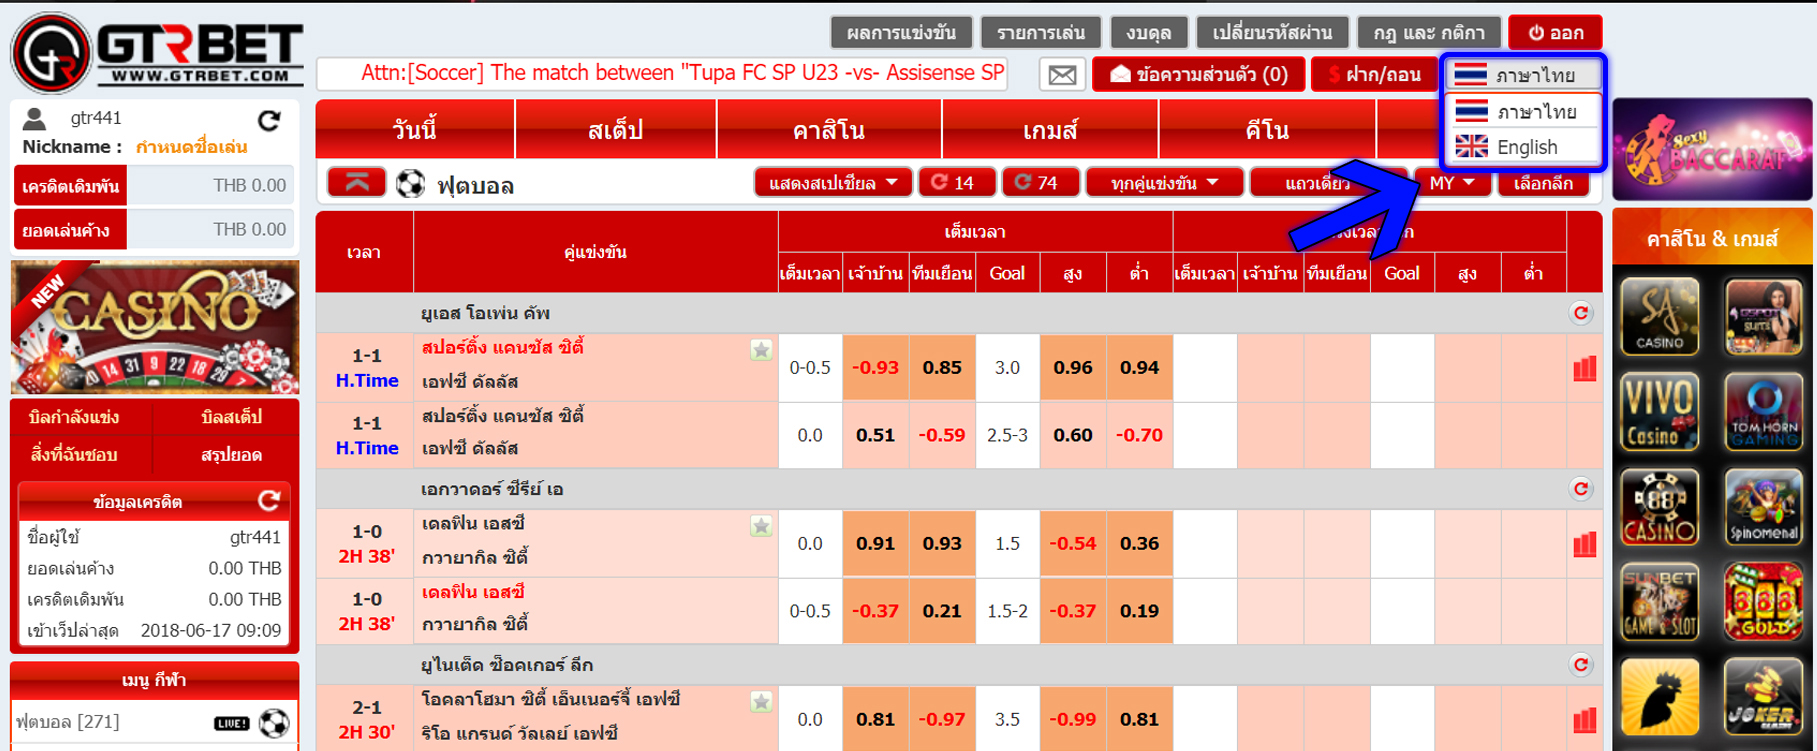 GTRBET
WWW.GTRBET.COM
ผลการแข่งขัน
รายการเล่น
งบดุล
เปลี่ยนรหัสผ่าน
กฎ และ กติกา
ออก
Attn:[Soccer] The match between "Tupa FC SP U23 -vs- Assisense SP
ข้อความส่วนตัว (0)
$ ฝาก/ถอน
ภาษาไทย
ภาษาไทย
English
gtr441
Nickname : กำหนดชื่อเล่น
เครดิตเดิมพัน THB 0.00
ยอดเล่นค้าง THB 0.00
NEW
CASINO
บิลกำลังแข่ง บิลสเต็ป
สิ่งที่ฉันชอบ สรุปยอด
ข้อมูลเครดิต
ชื่อผู้ใช้ gtr441
ยอดเล่นค้าง 0.00 THB
เครดิตเดิมพัน 0.00 THB
เข้าเว็ปล่าสุด 2018-06-17 09:09
เมนู กีฬา
ฟุตบอล [271] LIVE!
วันนี้ สเต็ป คาสิโน เกมส์ คีโน
ฟุตบอล
แสดงสเปเชียล 14 74 ทุกคู่แข่งขัน แถวเดี่ยว MY เลือกลีก
เวลา คู่แข่งขัน เต็มเวลา
เต็มเวลา เจ้าบ้าน ทีมเยือน Goal สูง ต่ำ เต็มเวลา เจ้าบ้าน ทีมเยือน Goal สูง ต่ำ
ยูเอส โอเพ่น คัพ
1-1 สปอร์ติ้ง แคนซัส ซิตี้ 0-0.5 -0.93 0.85 3.0 0.96 0.94
H.Time เอฟซี ดัลลัส
1-1 สปอร์ติ้ง แคนซัส ซิตี้ 0.0 0.51 -0.59 2.5-3 0.60 -0.70
H.Time เอฟซี ดัลลัส
เอกวาดอร์ ซีรีย์ เอ
1-0 เดลฟิน เอสซี 0.0 0.91 0.93 1.5 -0.54 0.36
2H 38' กวายากิล ซิตี้
1-0 เดลฟิน เอสซี 0-0.5 -0.37 0.21 1.5-2 -0.37 0.19
2H 38' กวายากิล ซิตี้
ยูไนเต็ด ซ็อคเกอร์ ลีก
2-1 โอคลาโฮมา ซิตี้ เอ็นเนอร์จี้ เอฟซี 0.0 0.81 -0.97 3.5 -0.99 0.81
2H 30' ริโอ แกรนด์ วัลเลย์ เอฟซี
Sexy
BACCARAT
คาสิโน & เกมส์
SA
CASINO
GSPOT
SLOTS
VIVO
Casino
TOM HORN
GAMING
88
CASINO
Spinomenal
SUNBET
GAME & SLOT
888
GOLD
JOKER